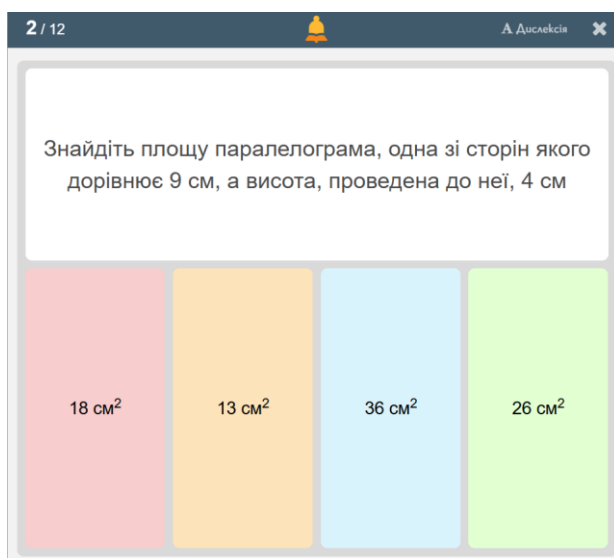 2 / 12
А Дислексія
Знайдіть площу паралелограма, одна зі сторін якого
дорівнює 9 см, а висота, проведена до неї, 4 см
18 см²
13 см²
36 см²
26 см²